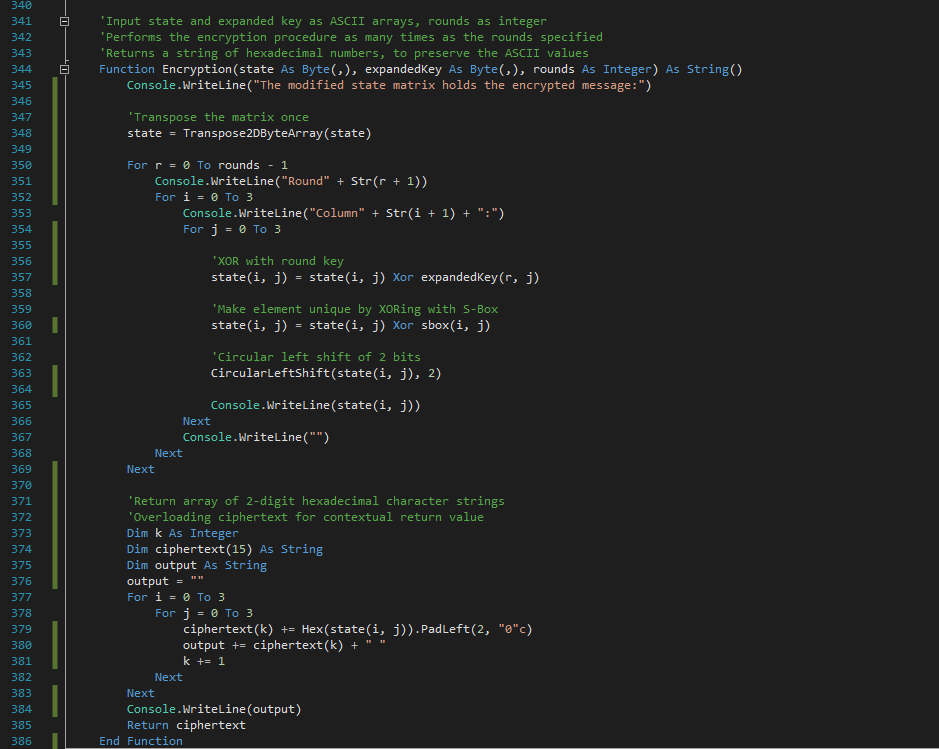 340
341 'Input state and expanded key as ASCII arrays, rounds as integer
342 'Performs the encryption procedure as many times as the rounds specified
343 'Returns a string of hexadecimal numbers, to preserve the ASCII values
344 Function Encryption(state As Byte(,), expandedKey As Byte(,), rounds As Integer) As String()
345 Console.WriteLine("The modified state matrix holds the encrypted message:")
346
347 'Transpose the matrix once
348 state = Transpose2DByteArray(state)
349
350 For r = 0 To rounds - 1
351 Console.WriteLine("Round" + Str(r + 1))
352 For i = 0 To 3
353 Console.WriteLine("Column" + Str(i + 1) + ":")
354 For j = 0 To 3
355
356 'XOR with round key
357 state(i, j) = state(i, j) Xor expandedKey(r, j)
358
359 'Make element unique by XORing with S-Box
360 state(i, j) = state(i, j) Xor sbox(i, j)
361
362 'Circular left shift of 2 bits
363 CircularLeftShift(state(i, j), 2)
364
365 Console.WriteLine(state(i, j))
366 Next
367 Console.WriteLine("")
368 Next
369 Next
370
371 'Return array of 2-digit hexadecimal character strings
372 'Overloading ciphertext for contextual return value
373 Dim k As Integer
374 Dim ciphertext(15) As String
375 Dim output As String
376 output = ""
377 For i = 0 To 3
378 For j = 0 To 3
379 ciphertext(k) += Hex(state(i, j)).PadLeft(2, "0"c)
380 output += ciphertext(k) + " "
381 k += 1
382 Next
383 Next
384 Console.WriteLine(output)
385 Return ciphertext
386 End Function